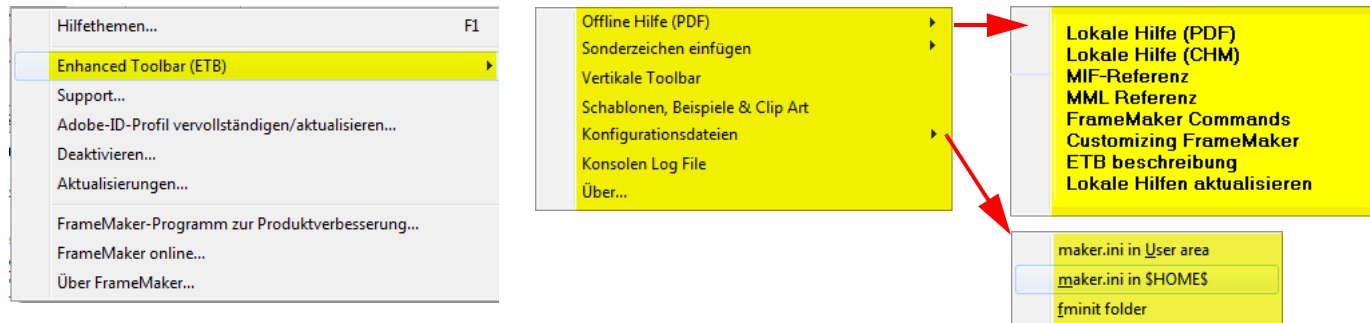 Hilfethemen... F1
Enhanced Toolbar (ETB)
Support...
Adobe-ID-Profil vervollständigen/aktualisieren...
Deaktivieren...
Aktualisierungen...
FrameMaker-Programm zur Produktverbesserung...
FrameMaker online...
Über FrameMaker...
Offline Hilfe (PDF)
Sonderzeichen einfügen
Vertikale Toolbar
Schablonen, Beispiele & Clip Art
Konfigurationsdateien
Konsolen Log File
Über...
Lokale Hilfe (PDF)
Lokale Hilfe (CHM)
MIF-Referenz
MML Referenz
FrameMaker Commands
Customizing FrameMaker
ETB beschreibung
Lokale Hilfen aktualisieren
maker.ini in User area
maker.ini in $HOME$
fminit folder